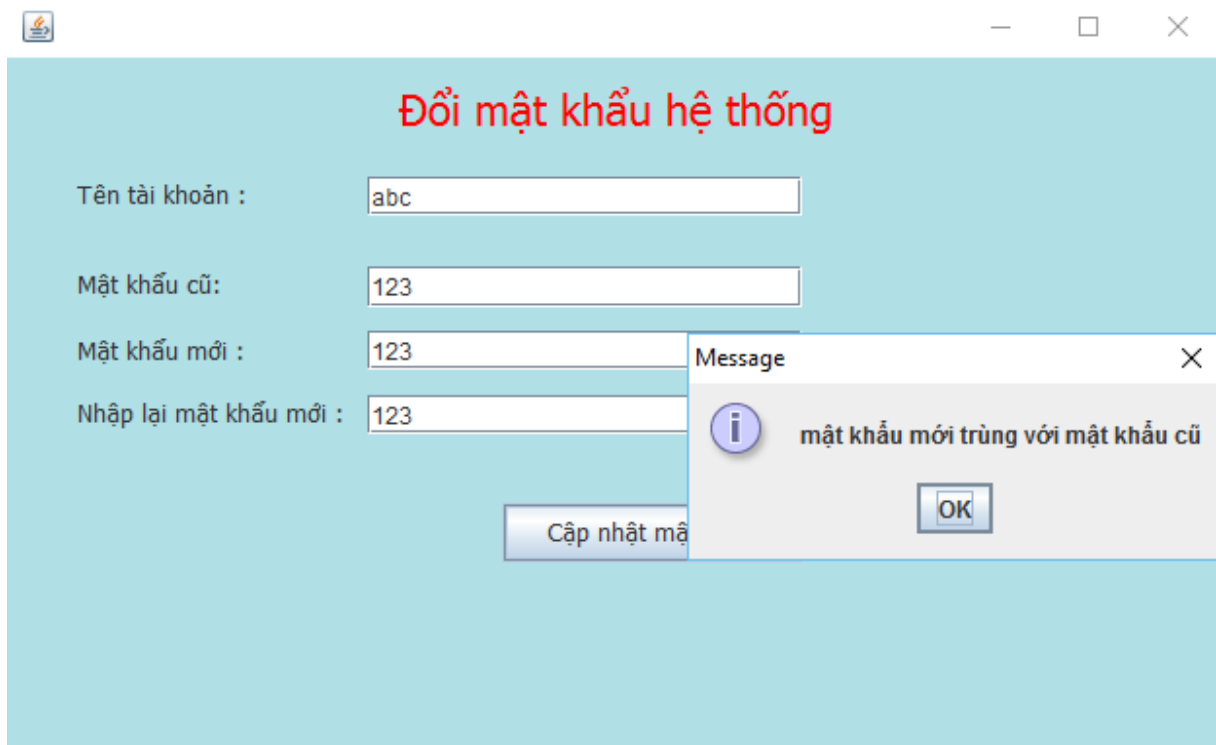 Đổi mật khẩu hệ thống
Tên tài khoản : abc
Mật khẩu cũ: 123
Mật khẩu mới : 123
Nhập lại mật khẩu mới : 123
Cập nhật mậ
Message
mật khẩu mới trùng với mật khẩu cũ
OK